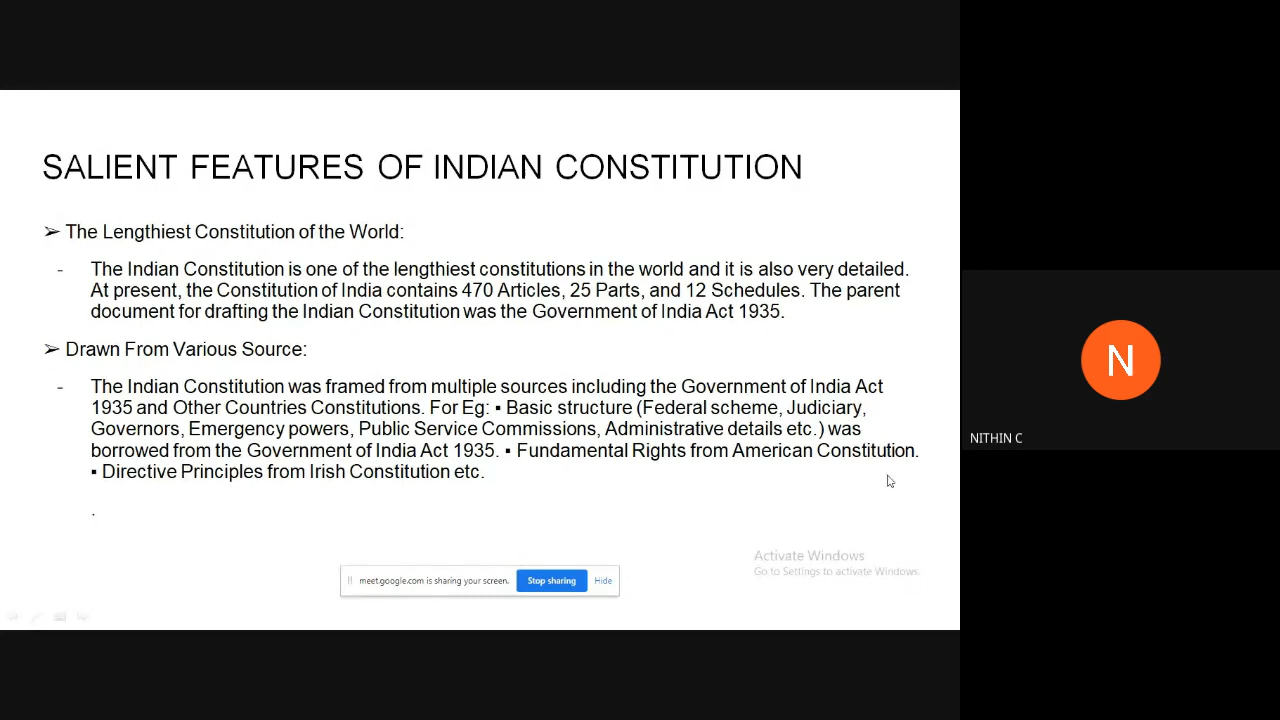 SALIENT FEATURES OF INDIAN CONSTITUTION
➢ The Lengthiest Constitution of the World:
- The Indian Constitution is one of the lengthiest constitutions in the world and it is also very detailed.
At present, the Constitution of India contains 470 Articles, 25 Parts, and 12 Schedules. The parent
document for drafting the Indian Constitution was the Government of India Act 1935.
➢ Drawn From Various Source:
- The Indian Constitution was framed from multiple sources including the Government of India Act
1935 and Other Countries Constitutions. For Eg: ▪ Basic structure (Federal scheme, Judiciary,
Governors, Emergency powers, Public Service Commissions, Administrative details etc.) was
borrowed from the Government of India Act 1935. ▪ Fundamental Rights from American Constitution.
▪ Directive Principles from Irish Constitution etc.
.
Activate Windows
Go to Settings to activate Windows.
meet.google.com is sharing your screen. Stop sharing Hide
N
NITHIN C